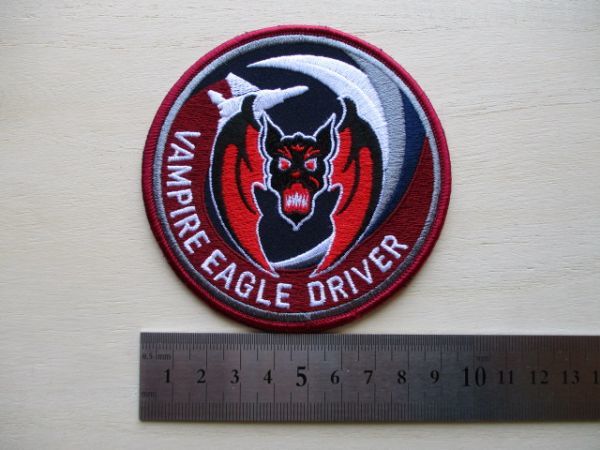 VAMPIRE EAGLE DRIVER
0.5 mm
1 2 3 4 5 6 7 8 9 10 11 12 13
mm